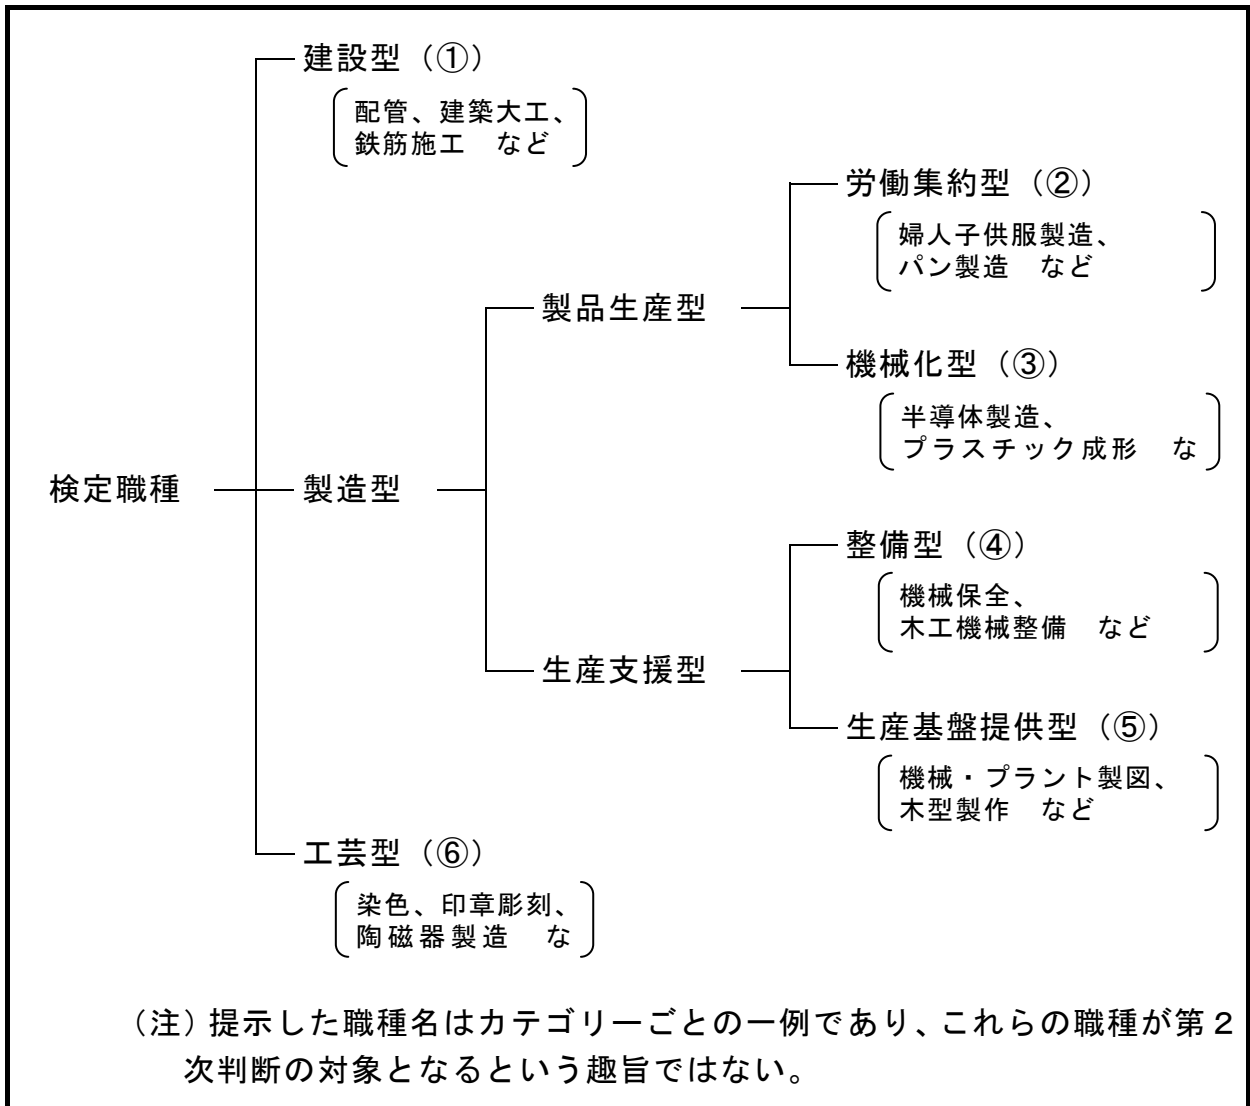 建設型（①）
配管、建築大工、
鉄筋施工　など
労働集約型（②）
婦人子供服製造、
パン製造　など
製品生産型
機械化型（③）
半導体製造、
プラスチック成形　な
検定職種
製造型
整備型（④）
機械保全、
木工機械整備　など
生産支援型
生産基盤提供型（⑤）
機械・プラント製図、
木型製作　など
工芸型（⑥）
染色、印章彫刻、
陶磁器製造　な
（注）提示した職種名はカテゴリーごとの一例であり、これらの職種が第２
次判断の対象となるという趣旨ではない。